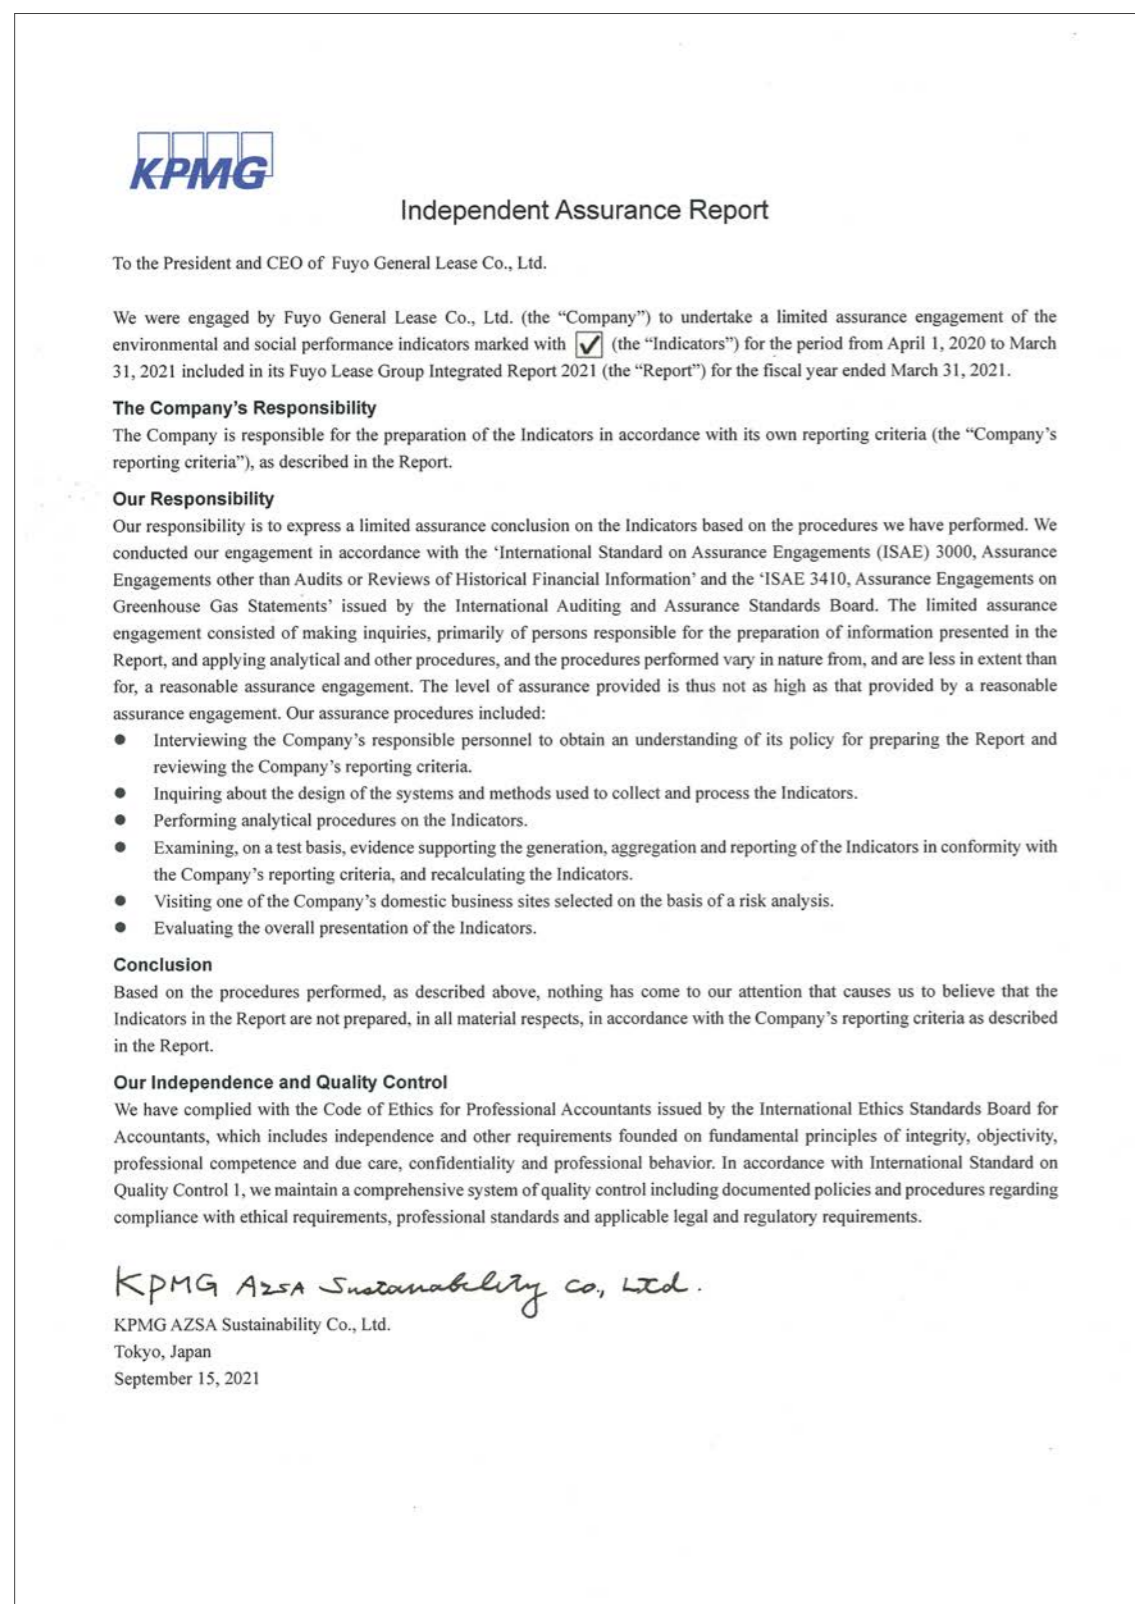 KPMG
Independent Assurance Report
To the President and CEO of Fuyo General Lease Co., Ltd.
We were engaged by Fuyo General Lease Co., Ltd. (the “Company”) to undertake a limited assurance engagement of the
environmental and social performance indicators marked with ✓ (the “Indicators”) for the period from April 1, 2020 to March
31, 2021 included in its Fuyo Lease Group Integrated Report 2021 (the “Report”) for the fiscal year ended March 31, 2021.
The Company’s Responsibility
The Company is responsible for the preparation of the Indicators in accordance with its own reporting criteria (the “Company’s
reporting criteria”), as described in the Report.
Our Responsibility
Our responsibility is to express a limited assurance conclusion on the Indicators based on the procedures we have performed. We
conducted our engagement in accordance with the ‘International Standard on Assurance Engagements (ISAE) 3000, Assurance
Engagements other than Audits or Reviews of Historical Financial Information’ and the ‘ISAE 3410, Assurance Engagements on
Greenhouse Gas Statements’ issued by the International Auditing and Assurance Standards Board. The limited assurance
engagement consisted of making inquiries, primarily of persons responsible for the preparation of information presented in the
Report, and applying analytical and other procedures, and the procedures performed vary in nature from, and are less in extent than
for, a reasonable assurance engagement. The level of assurance provided is thus not as high as that provided by a reasonable
assurance engagement. Our assurance procedures included:
● Interviewing the Company’s responsible personnel to obtain an understanding of its policy for preparing the Report and
reviewing the Company’s reporting criteria.
● Inquiring about the design of the systems and methods used to collect and process the Indicators.
● Performing analytical procedures on the Indicators.
● Examining, on a test basis, evidence supporting the generation, aggregation and reporting of the Indicators in conformity with
the Company’s reporting criteria, and recalculating the Indicators.
● Visiting one of the Company’s domestic business sites selected on the basis of a risk analysis.
● Evaluating the overall presentation of the Indicators.
Conclusion
Based on the procedures performed, as described above, nothing has come to our attention that causes us to believe that the
Indicators in the Report are not prepared, in all material respects, in accordance with the Company’s reporting criteria as described
in the Report.
Our Independence and Quality Control
We have complied with the Code of Ethics for Professional Accountants issued by the International Ethics Standards Board for
Accountants, which includes independence and other requirements founded on fundamental principles of integrity, objectivity,
professional competence and due care, confidentiality and professional behavior. In accordance with International Standard on
Quality Control 1, we maintain a comprehensive system of quality control including documented policies and procedures regarding
compliance with ethical requirements, professional standards and applicable legal and regulatory requirements.
KPMG AZSA Sustainability Co., Ltd.
KPMG AZSA Sustainability Co., Ltd.
Tokyo, Japan
September 15, 2021